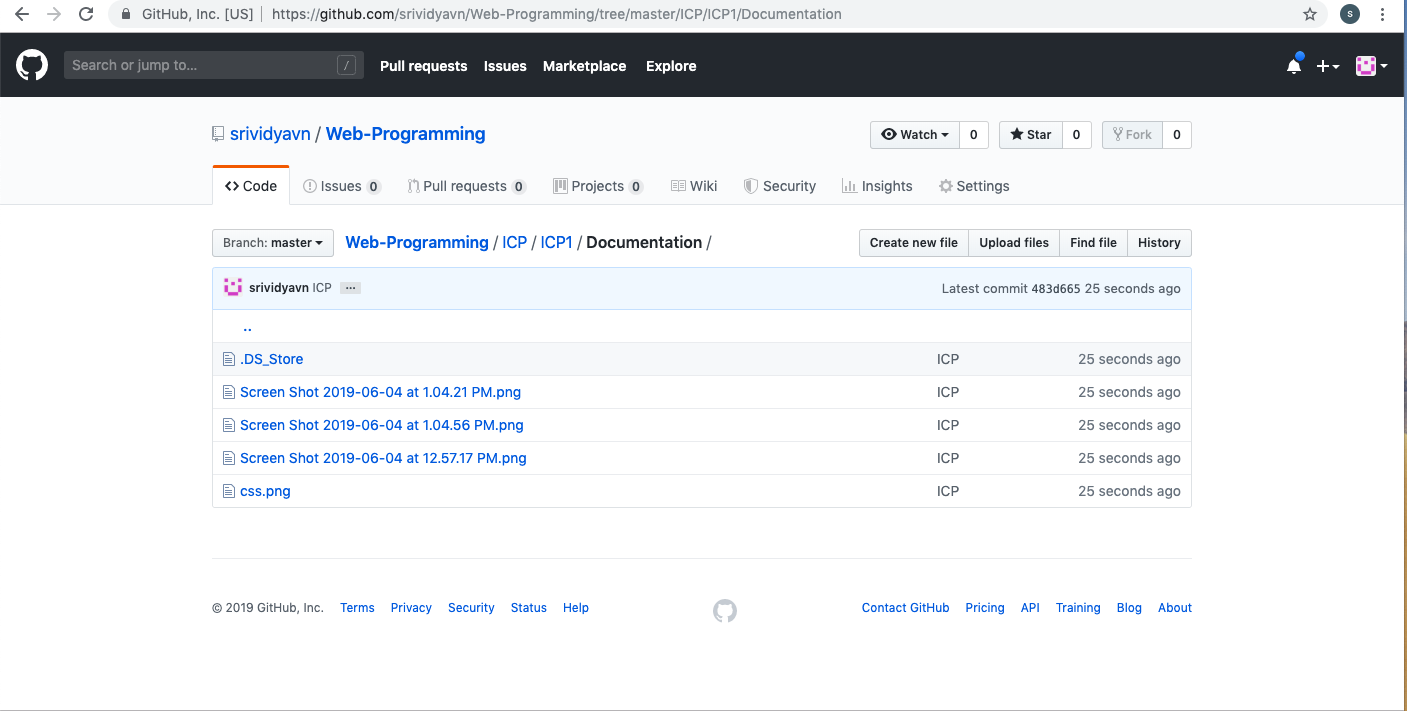 GitHub, Inc. [US] | https://github.com/srividyavn/Web-Programming/tree/master/ICP/ICP1/Documentation S
Search or jump to... / Pull requests Issues Marketplace Explore
srividyavn / Web-Programming Watch 0 Star 0 Fork 0
Code Issues 0 Pull requests 0 Projects 0 Wiki Security Insights Settings
Branch: master Web-Programming / ICP / ICP1 / Documentation / Create new file Upload files Find file History
srividyavn ICP ... Latest commit 483d665 25 seconds ago
..
.DS_Store ICP 25 seconds ago
Screen Shot 2019-06-04 at 1.04.21 PM.png ICP 25 seconds ago
Screen Shot 2019-06-04 at 1.04.56 PM.png ICP 25 seconds ago
Screen Shot 2019-06-04 at 12.57.17 PM.png ICP 25 seconds ago
css.png ICP 25 seconds ago
© 2019 GitHub, Inc. Terms Privacy Security Status Help Contact GitHub Pricing API Training Blog About